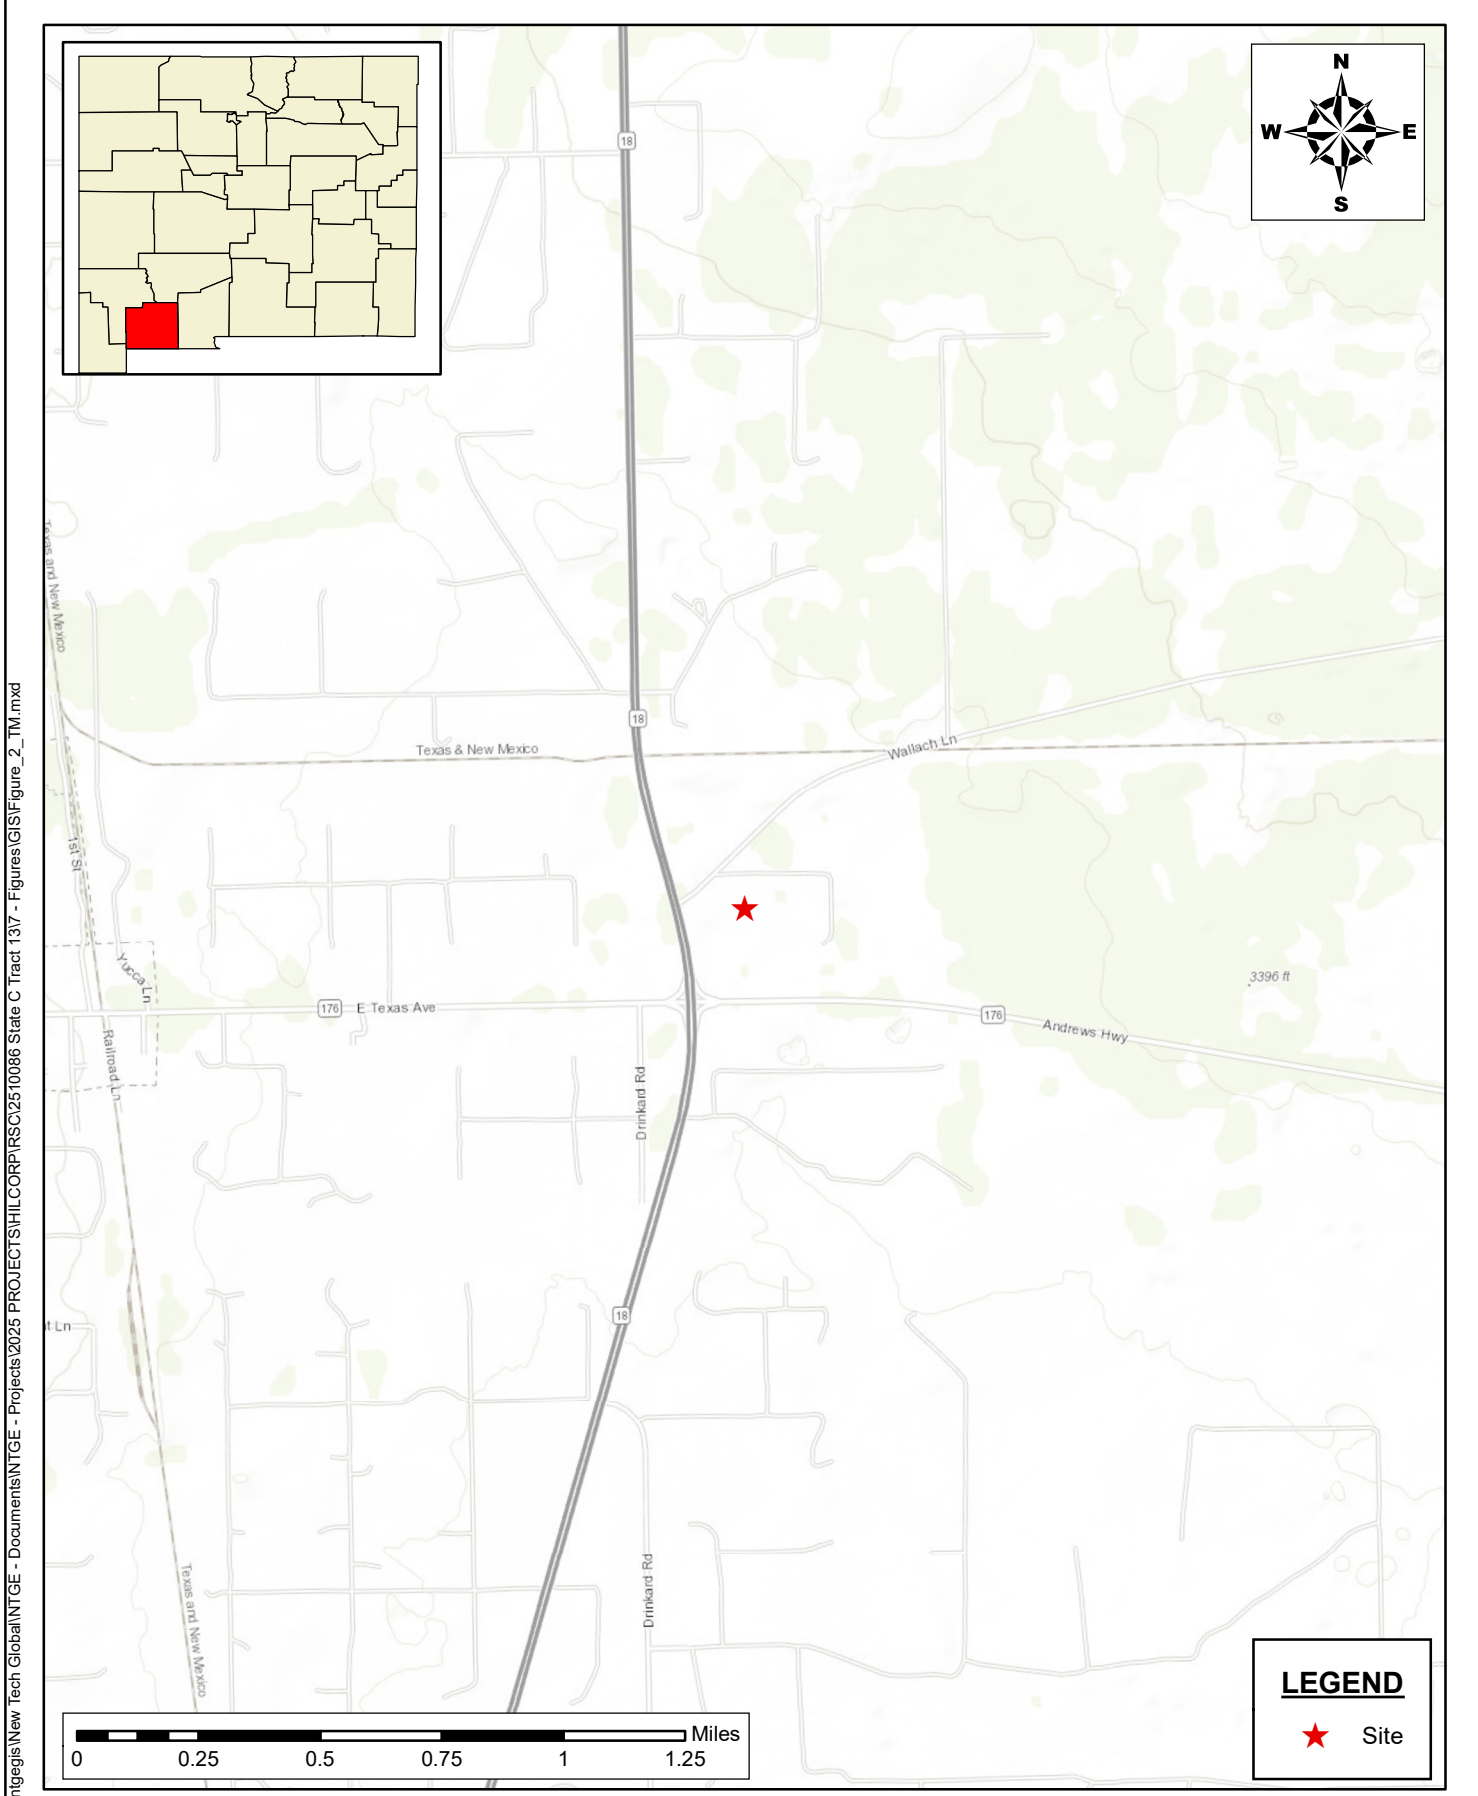 N
W E
S
18
Texas and New Mexico
18
Texas & New Mexico
Wallach Ln
1st St
Yucca Ln
3396 ft
176
E Texas Ave
176
Andrews Hwy
Railroad Ln
Drinkard Rd
18
t Ln
Drinkard Rd
Texas and New Mexico
LEGEND
Site
Miles
0 0.25 0.5 0.75 1 1.25
ntgegis\New Tech Global\NTGE - Documents\NTGE - Projects\2025 PROJECTS\HILCORP\RSC\2510086 State C Tract 13\7 - Figures\GIS\Figure_2_TM.mxd